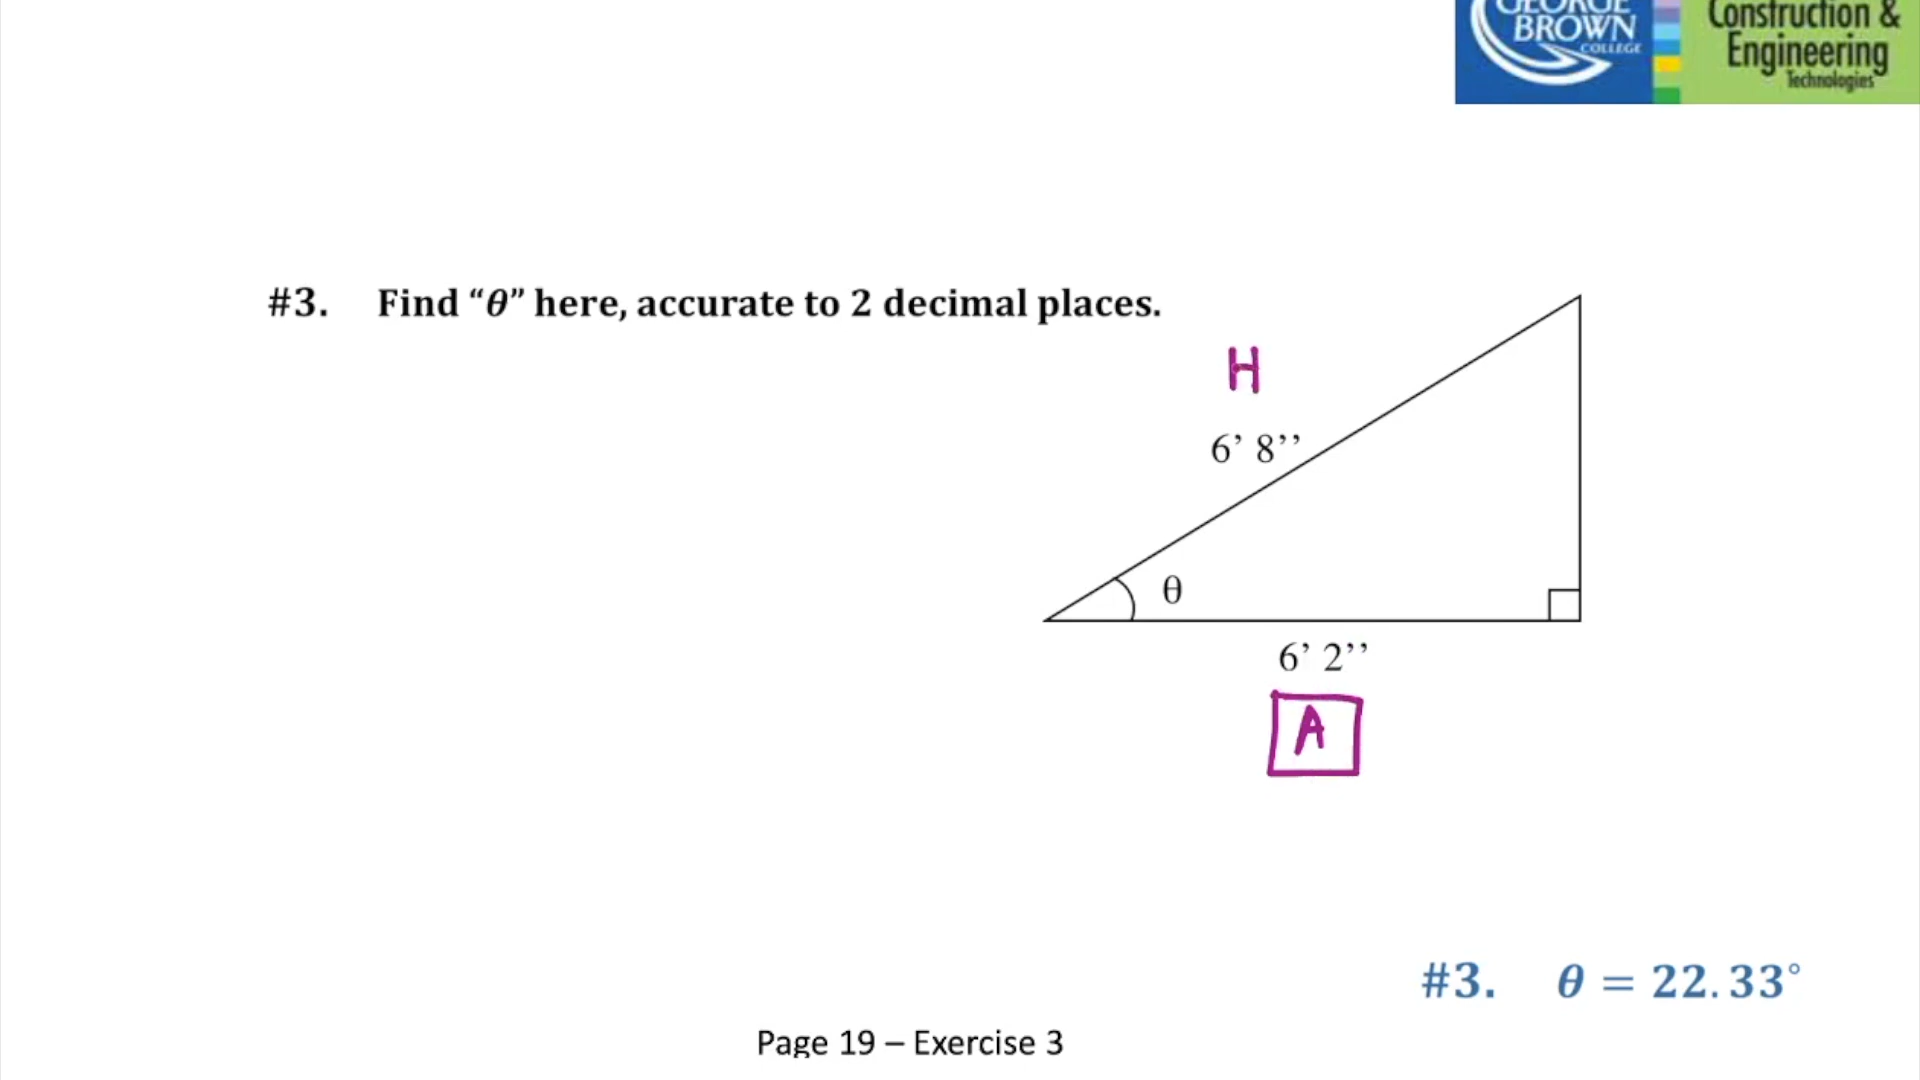 GEORGE
BROWN
COLLEGE
Construction &
Engineering
Technologies
#3. Find “θ” here, accurate to 2 decimal places.
H
6’ 8’’
θ
6’ 2’’
A
#3. θ = 22.33°
Page 19 – Exercise 3